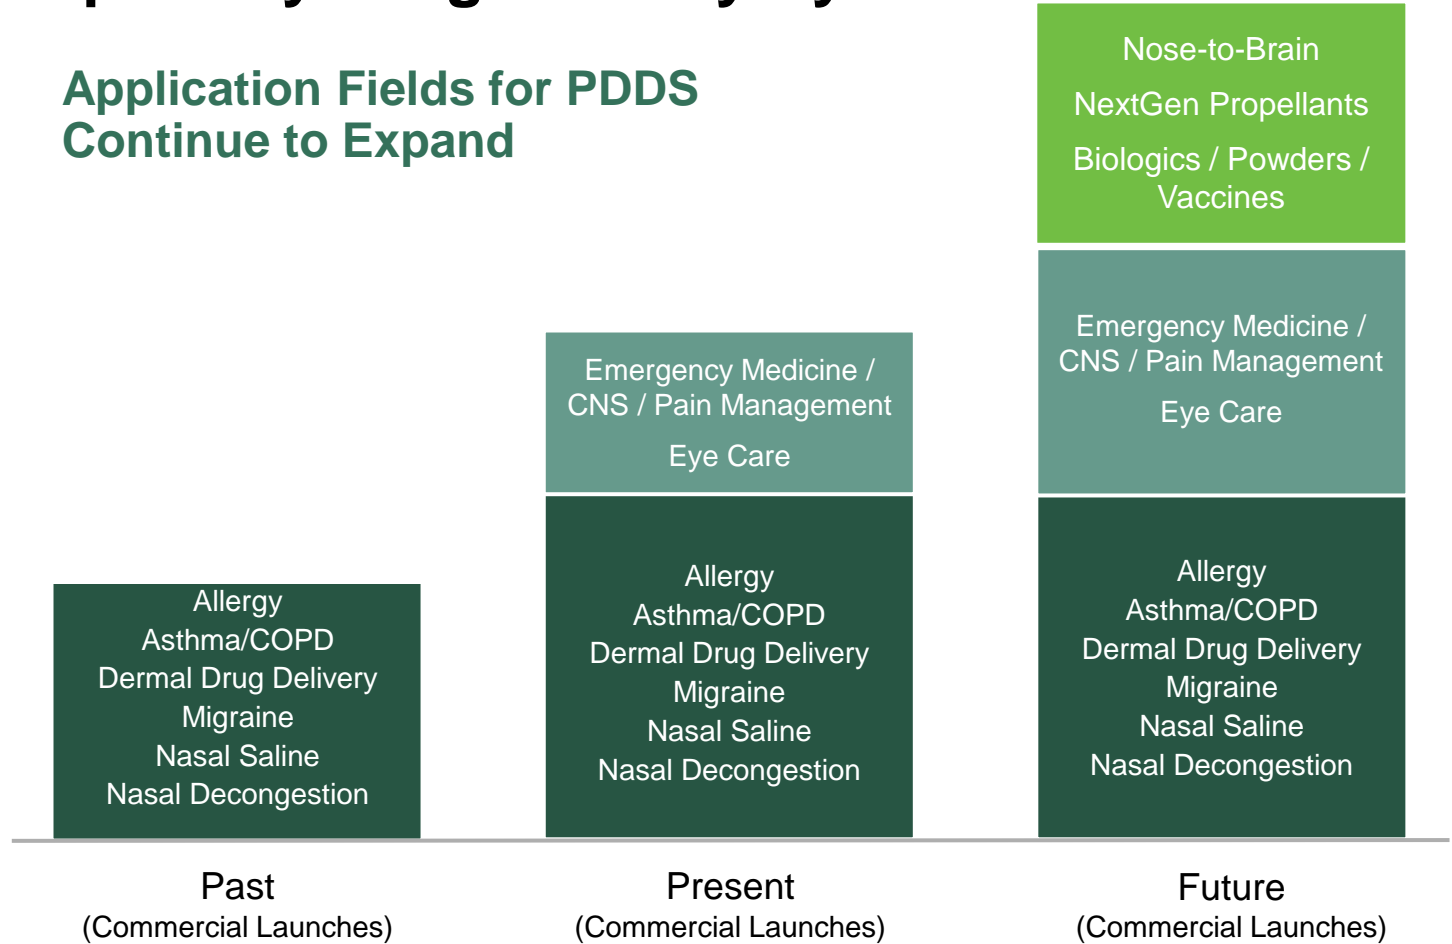 Application Fields for PDDS
Continue to Expand
Nose-to-Brain
NextGen Propellants
Biologics / Powders /
Vaccines
Emergency Medicine /
CNS / Pain Management
Eye Care
Emergency Medicine /
CNS / Pain Management
Eye Care
Allergy
Asthma/COPD
Dermal Drug Delivery
Migraine
Nasal Saline
Nasal Decongestion
Allergy
Asthma/COPD
Dermal Drug Delivery
Migraine
Nasal Saline
Nasal Decongestion
Allergy
Asthma/COPD
Dermal Drug Delivery
Migraine
Nasal Saline
Nasal Decongestion
Past
(Commercial Launches)
Present
(Commercial Launches)
Future
(Commercial Launches)